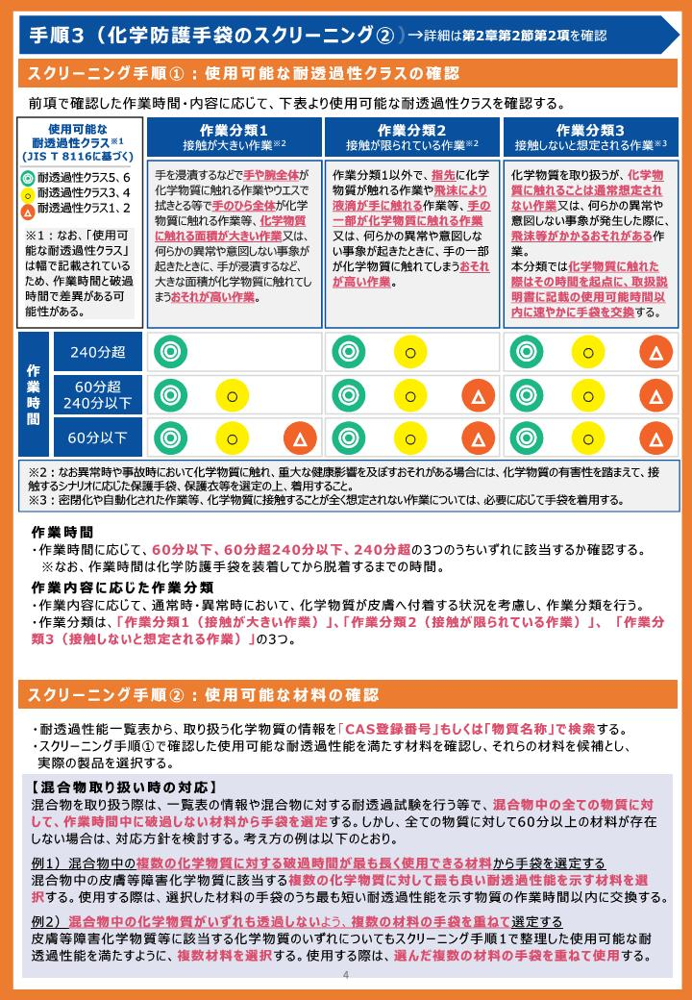 手順3（化学防護手袋のスクリーニング②）→詳細は第2章第2節第2項を確認
スクリーニング手順①：使用可能な耐透過性クラスの確認
前項で確認した作業時間・内容に応じて、下表より使用可能な耐透過性クラスを確認する。
使用可能な
耐透過性クラス※1
(JIS T 8116に基づく)
◎ 耐透過性クラス5、6
○ 耐透過性クラス3、4
△ 耐透過性クラス1、2
※1：なお、「使用可
能な耐透過性クラス」
は幅で記載されている
ため、作業時間と破過
時間で差異がある可
能性がある。
作業分類1
接触が大きい作業※2
手を浸漬するなどで手や腕全体が
化学物質に触れる作業やウエスで
拭きとる等で手のひら全体が化学
物質に触れる作業等、化学物質
に触れる面積が大きい作業又は、
何らかの異常や意図しない事象が
起きたときに、手が浸漬するなど、
大きな面積が化学物質に触れてし
まうおそれが高い作業。
作業分類2
接触が限られている作業※2
作業分類1以外で、指先に化学
物質が触れる作業や飛沫により
液滴が手に触れる作業等、手の
一部が化学物質に触れる作業
又は、何らかの異常や意図しな
い事象が起きたときに、手の一部
が化学物質に触れてしまうおそれ
が高い作業。
作業分類3
接触しないと想定される作業※3
化学物質を取り扱うが、化学物
質に触れることは通常想定され
ない作業又は、何らかの異常や
意図しない事象が発生した際に、
飛沫等がかかるおそれがある作
業。
本分類では化学物質に触れた
際はその時間を起点に、取扱説
明書に記載の使用可能時間以
内に速やかに手袋を交換する。
作業時間
240分超 ◎ ◎ ○ ◎ ○ △
60分超
240分以下 ◎ ○ ◎ ○ △ ◎ ○ △
60分以下 ◎ ○ △ ◎ ○ △ ◎ ○ △
※2：なお異常時や事故時において化学物質に触れ、重大な健康影響を及ぼすおそれがある場合には、化学物質の有害性を踏まえて、接
触するシナリオに応じた保護手袋、保護衣等を選定の上、着用すること。
※3：密閉化や自動化された作業等、化学物質に接触することが全く想定されない作業については、必要に応じて手袋を着用する。
作業時間
・作業時間に応じて、60分以下、60分超240分以下、240分超の3つのうちいずれに該当するか確認する。
※なお、作業時間は化学防護手袋を装着してから脱着するまでの時間。
作業内容に応じた作業分類
・作業内容に応じて、通常時・異常時において、化学物質が皮膚へ付着する状況を考慮し、作業分類を行う。
・作業分類は、「作業分類1（接触が大きい作業）」、「作業分類2（接触が限られている作業）」、「作業分
類3（接触しないと想定される作業）」の3つ。
スクリーニング手順②：使用可能な材料の確認
・耐透過性能一覧表から、取り扱う化学物質の情報を「CAS登録番号」もしくは「物質名称」で検索する。
・スクリーニング手順①で確認した使用可能な耐透過性能を満たす材料を確認し、それらの材料を候補とし、
実際の製品を選択する。
【混合物取り扱い時の対応】
混合物を取り扱う際は、一覧表の情報や混合物に対する耐透過試験を行う等で、混合物中の全ての物質に対
して、作業時間中に破過しない材料から手袋を選定する。しかし、全ての物質に対して60分以上の材料が存在
しない場合は、対応方針を検討する。考え方の例は以下のとおり。
例1）混合物中の複数の化学物質に対する破過時間が最も長く使用できる材料から手袋を選定する
混合物中の皮膚等障害化学物質に該当する複数の化学物質に対して最も良い耐透過性能を示す材料を選
択する。使用する際は、選択した材料の手袋のうち最も短い耐透過性能を示す物質の作業時間以内に交換する。
例2）混合物中の化学物質がいずれも透過しないよう、複数の材料の手袋を重ねて選定する
皮膚等障害化学物質等に該当する化学物質のいずれについてもスクリーニング手順1で整理した使用可能な耐
透過性能を満たすように、複数材料を選択する。使用する際は、選んだ複数の材料の手袋を重ねて使用する。
4